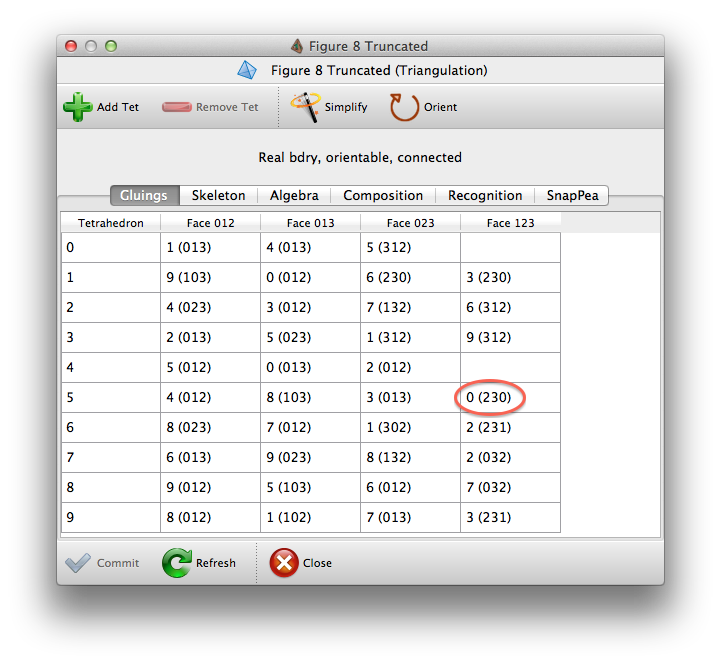 Figure 8 Truncated
Figure 8 Truncated (Triangulation)
Add Tet Remove Tet Simplify Orient
Real bdry, orientable, connected
Gluings Skeleton Algebra Composition Recognition SnapPea
Tetrahedron Face 012 Face 013 Face 023 Face 123
0 1 (013) 4 (013) 5 (312)
1 9 (103) 0 (012) 6 (230) 3 (230)
2 4 (023) 3 (012) 7 (132) 6 (312)
3 2 (013) 5 (023) 1 (312) 9 (312)
4 5 (012) 0 (013) 2 (012)
5 4 (012) 8 (103) 3 (013) 0 (230)
6 8 (023) 7 (012) 1 (302) 2 (231)
7 6 (013) 9 (023) 8 (132) 2 (032)
8 9 (012) 5 (103) 6 (012) 7 (032)
9 8 (012) 1 (102) 7 (013) 3 (231)
Commit Refresh Close